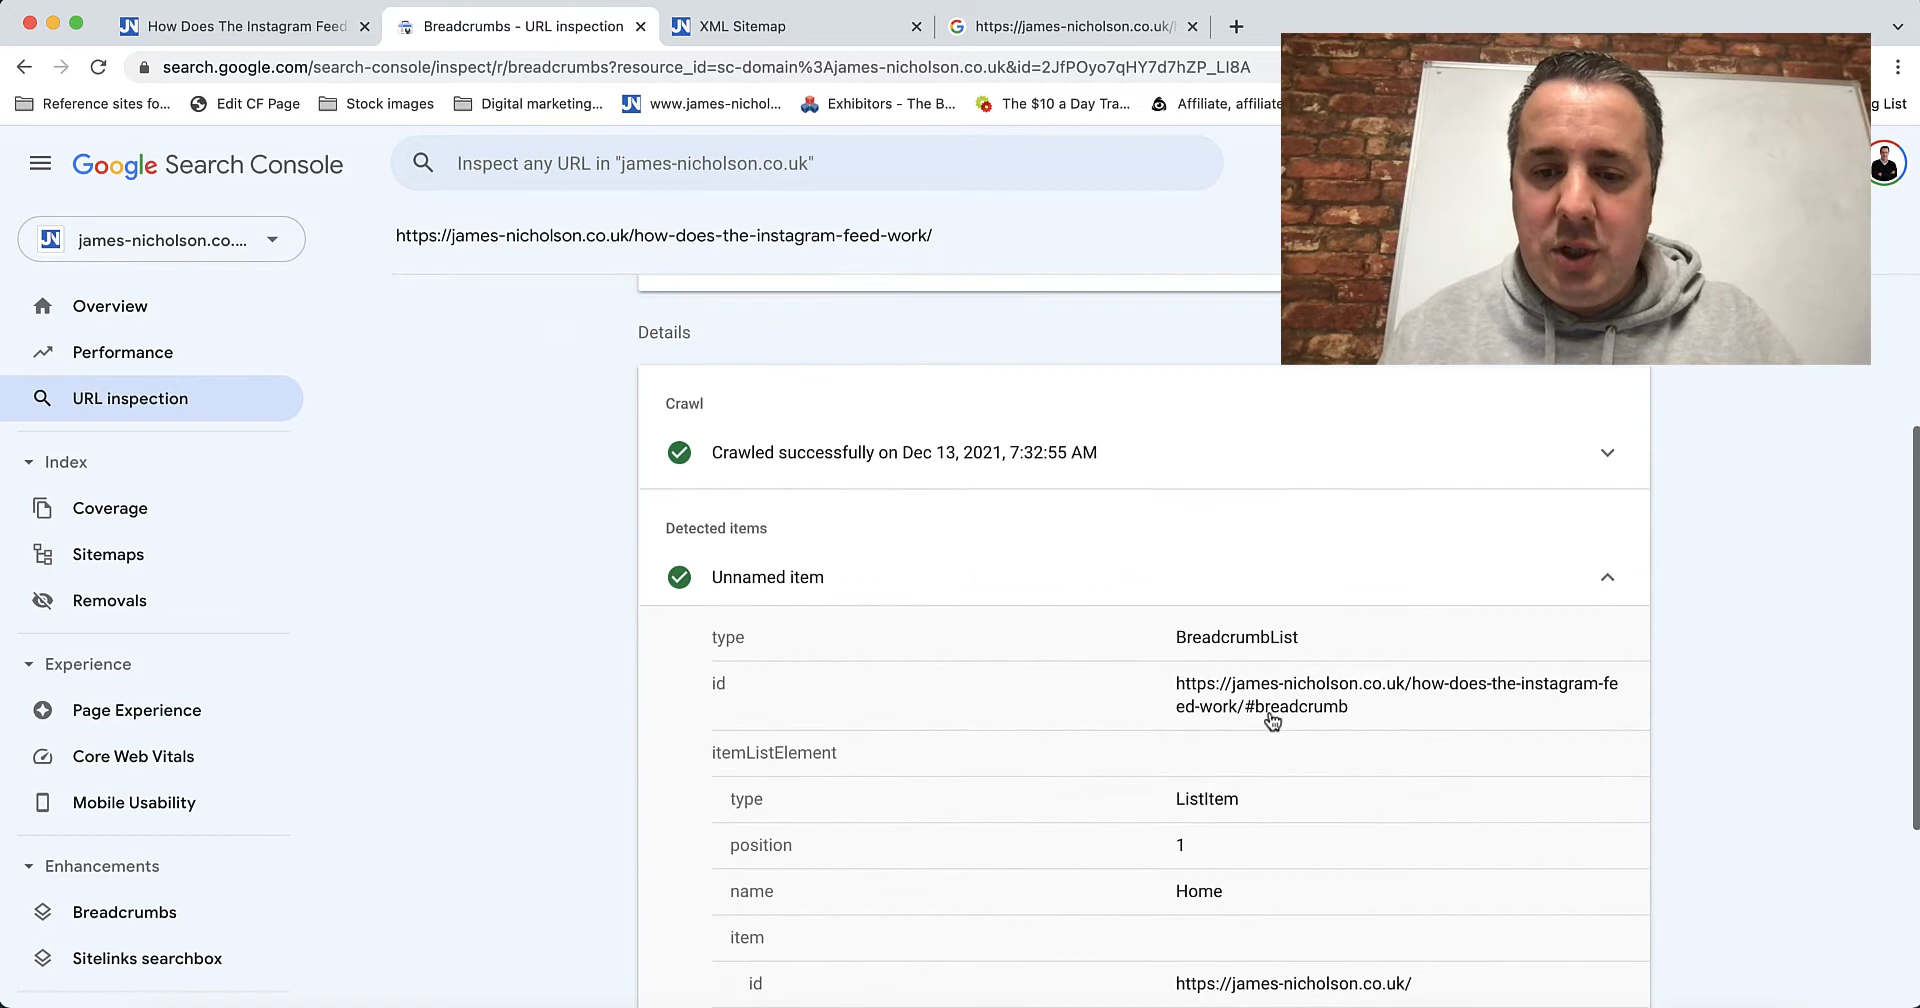 How Does The Instagram Feed
Breadcrumbs - URL inspection
XML Sitemap
https://james-nicholson.co.uk/
search.google.com/search-console/inspect/r/breadcrumbs?resource_id=sc-domain%3Ajames-nicholson.co.uk&id=2JfPOyo7qHY7d7hZP_LI8A
Reference sites fo...
Edit CF Page
Stock images
Digital marketing...
www.james-nichol...
Exhibitors - The B...
The $10 a Day Tra...
Affiliate, affiliate
g List
Google Search Console
Inspect any URL in "james-nicholson.co.uk"
JN
james-nicholson.co....
https://james-nicholson.co.uk/how-does-the-instagram-feed-work/
Overview
Performance
URL inspection
Index
Coverage
Sitemaps
Removals
Experience
Page Experience
Core Web Vitals
Mobile Usability
Enhancements
Breadcrumbs
Sitelinks searchbox
Details
Crawl
Crawled successfully on Dec 13, 2021, 7:32:55 AM
Detected items
Unnamed item
type BreadcrumbList
id https://james-nicholson.co.uk/how-does-the-instagram-fe
ed-work/#breadcrumb
itemListElement
type ListItem
position 1
name Home
item
id https://james-nicholson.co.uk/